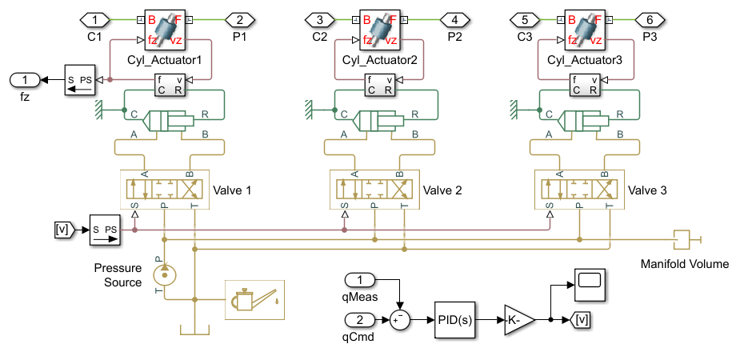 1 B F 2 3 B F 4 5 B F 6
C1 fz vz P1 C2 fz vz P2 C3 fz vz P3
Cyl_Actuator1 Cyl_Actuator2 Cyl_Actuator3
1 S PS f v f v f v
fz C R C R C R
C R C R C R
A B A B A B
A B A B A B
Valve 1 Valve 2 Valve 3
S P T S P T S P T
[v] S PS
Pressure
Source
P
T
Manifold Volume
1
qMeas
2
qCmd
PID(s) -K- [v]